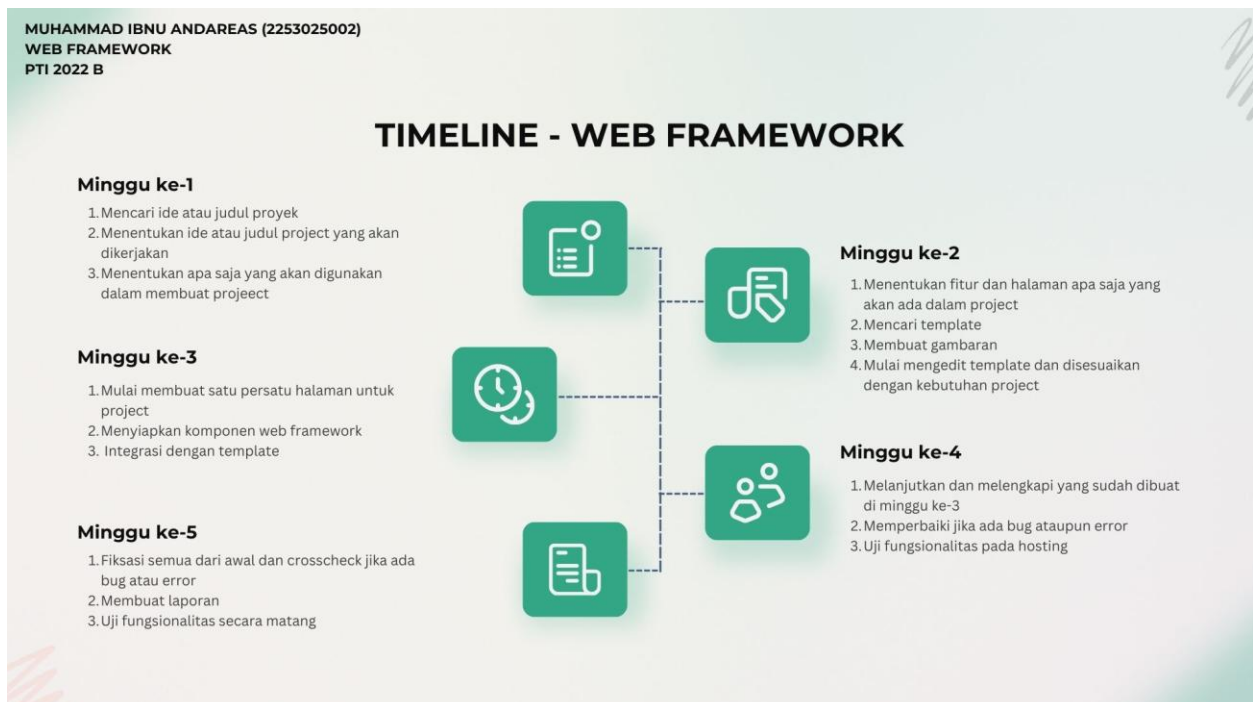 MUHAMMAD IBNU ANDAREAS (2253025002)
WEB FRAMEWORK
PTI 2022 B
TIMELINE - WEB FRAMEWORK
Minggu ke-1
1. Mencari ide atau judul proyek
2. Menentukan ide atau judul project yang akan
dikerjakan
3. Menentukan apa saja yang akan digunakan
dalam membuat projeect
Minggu ke-2
1. Menentukan fitur dan halaman apa saja yang
akan ada dalam project
2. Mencari template
3. Membuat gambaran
4. Mulai mengedit template dan disesuaikan
dengan kebutuhan project
Minggu ke-3
1. Mulai membuat satu persatu halaman untuk
project
2. Menyiapkan komponen web framework
3. Integrasi dengan template
Minggu ke-4
1. Melanjutkan dan melengkapi yang sudah dibuat
di minggu ke-3
2. Memperbaiki jika ada bug ataupun error
3. Uji fungsionalitas pada hosting
Minggu ke-5
1. Fiksasi semua dari awal dan crosscheck jika ada
bug atau error
2. Membuat laporan
3. Uji fungsionalitas secara matang